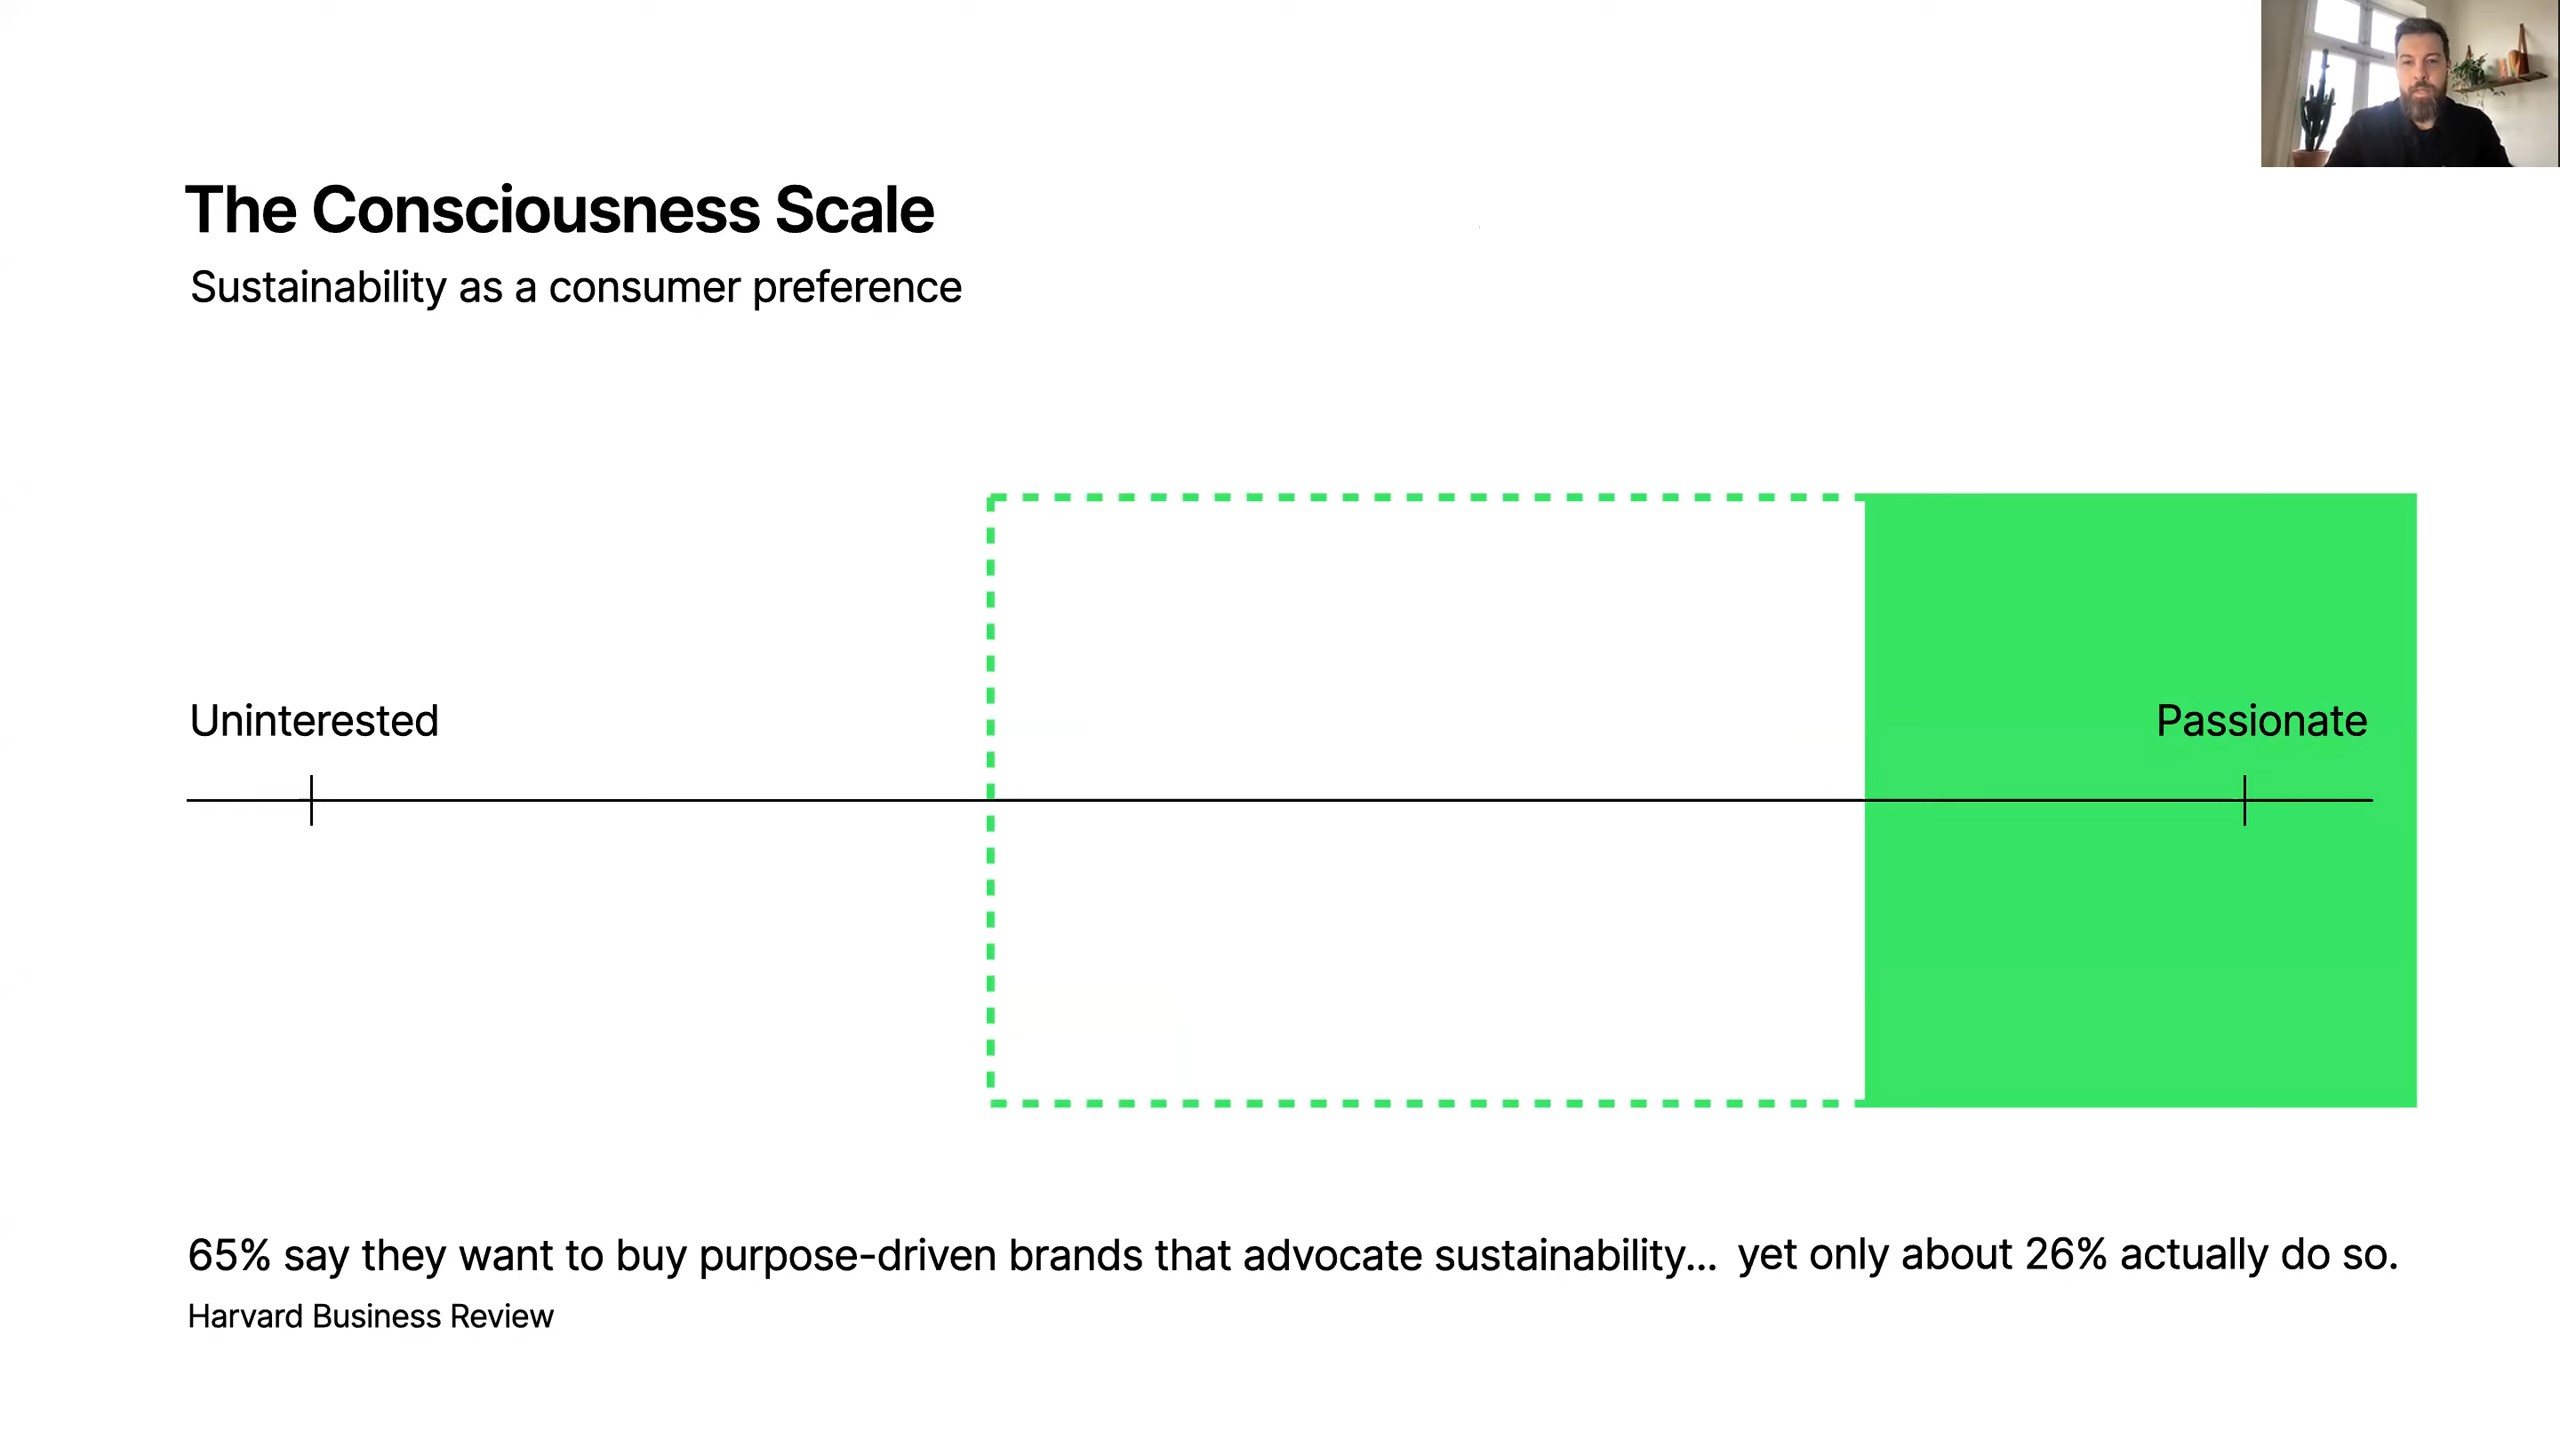 The Consciousness Scale
Sustainability as a consumer preference
Uninterested
Passionate
65% say they want to buy purpose-driven brands that advocate sustainability... yet only about 26% actually do so.
Harvard Business Review